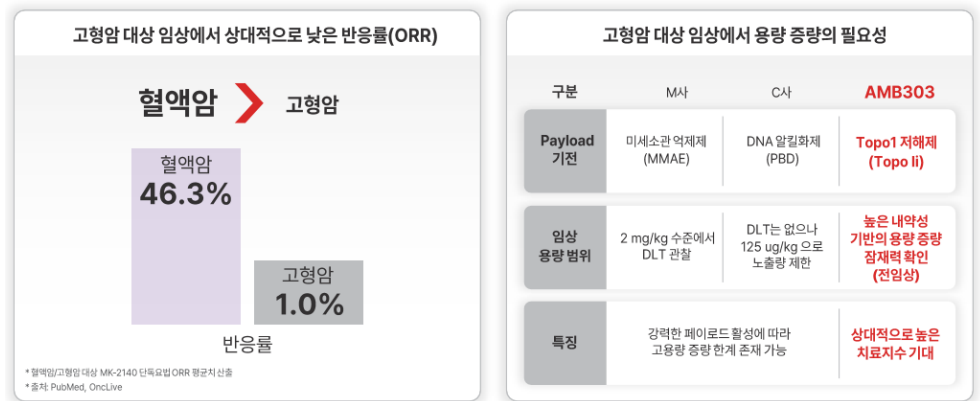 고형암 대상 임상에서 상대적으로 낮은 반응률(ORR)
혈액암
고형암
혈액암
46.3%
고형암
1.0%
반응률
* 혈액암/고형암 대상 MK-2140 단독요법 ORR 평균치 산출
* 출처: PubMed, OncLive
고형암 대상 임상에서 용량 증량의 필요성
구분
M사
C사
AMB303
Payload
기전
미세소관 억제제
(MMAE)
DNA 알킬화제
(PBD)
Topo1 저해제
(Topo Ii)
임상
용량 범위
2 mg/kg 수준에서
DLT 관찰
DLT는 없으나
125 ug/kg 으로
노출량 제한
높은 내약성
기반의 용량 증량
잠재력 확인
(전임상)
특징
강력한 페이로드 활성에 따라
고용량 증량 한계 존재 가능
상대적으로 높은
치료지수 기대